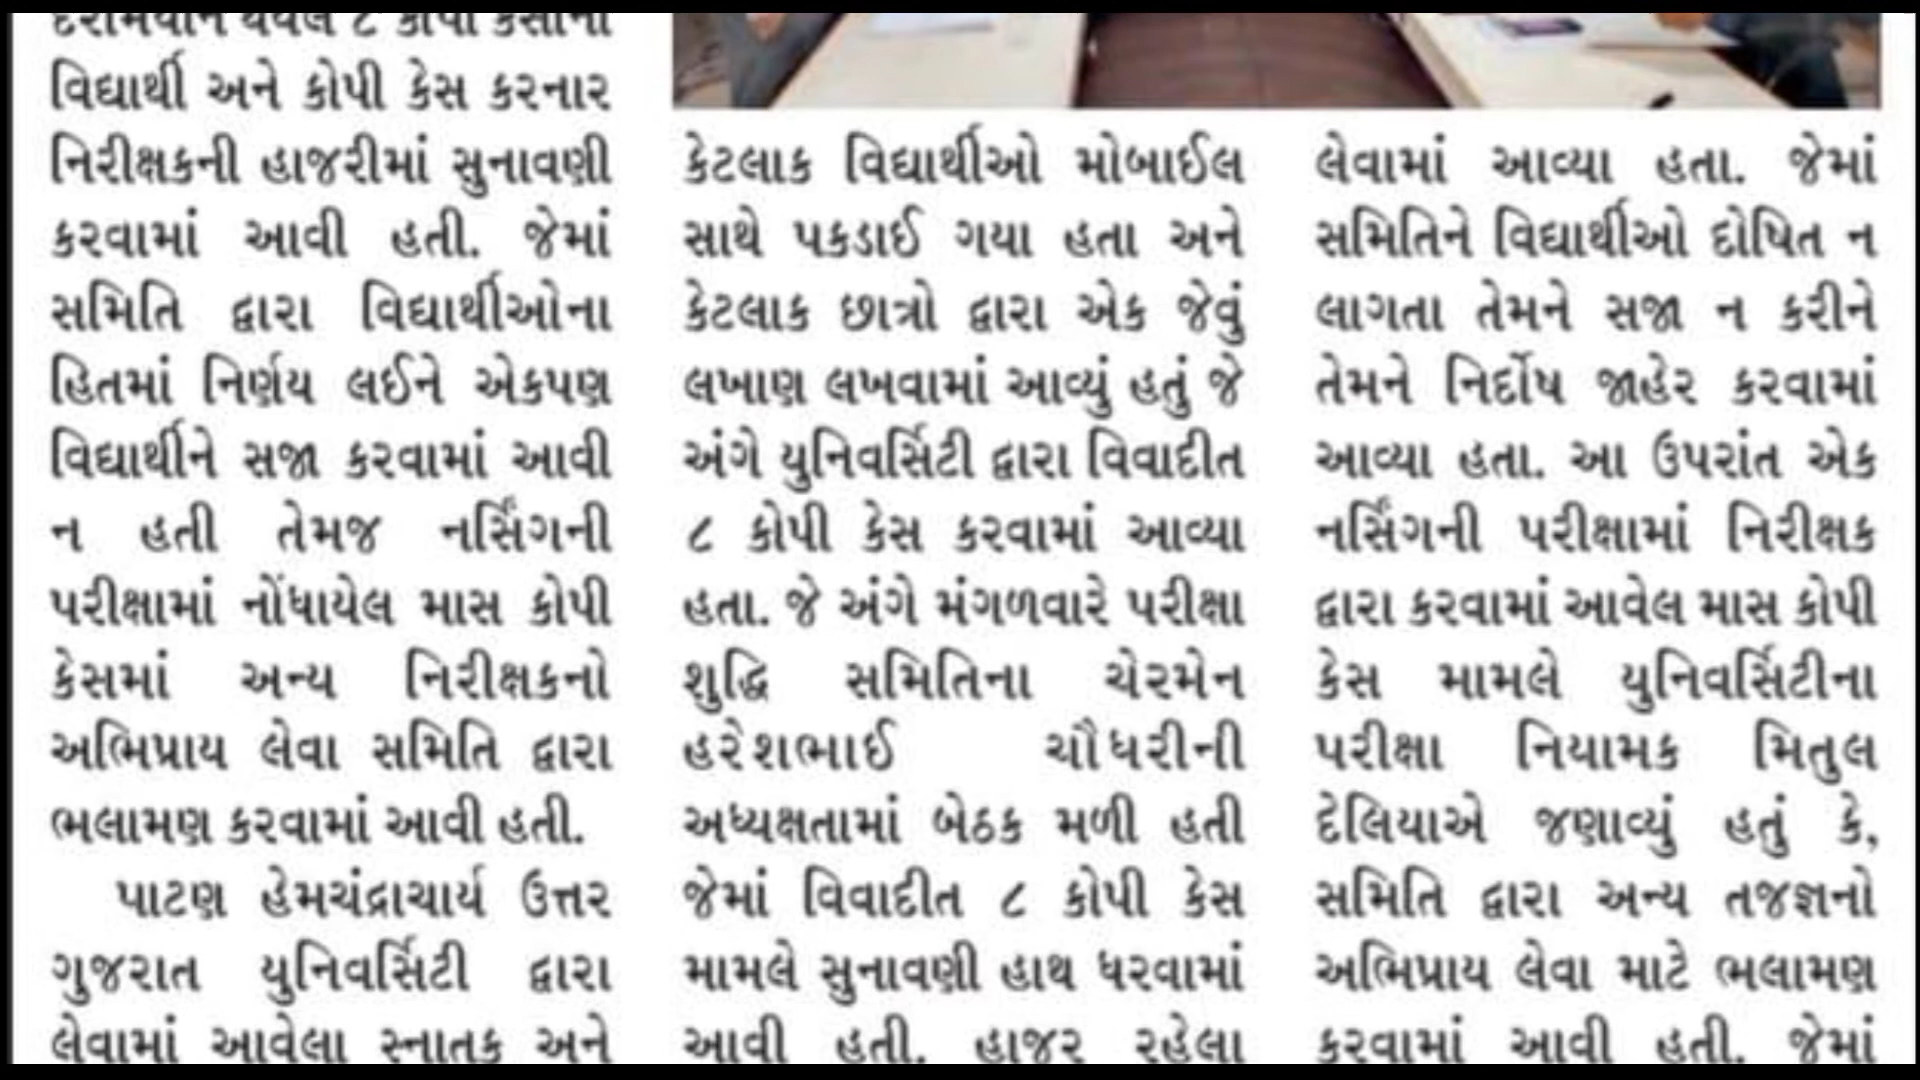 દરમિયાન થયેલ ૮ કોપી કેસોના
વિદ્યાર્થી અને કોપી કેસ કરનાર
નિરીક્ષકની હાજરીમાં સુનાવણી
કરવામાં આવી હતી. જેમાં
સમિતિ દ્વારા વિદ્યાર્થીઓના
હિતમાં નિર્ણય લઈને એકપણ
વિદ્યાર્થીને સજા કરવામાં આવી
ન હતી તેમજ નર્સિંગની
પરીક્ષામાં નોંધાયેલ માસ કોપી
કેસમાં અન્ય નિરીક્ષકનો
અભિપ્રાય લેવા સમિતિ દ્વારા
ભલામણ કરવામાં આવી હતી.
પાટણ હેમચંદ્રાચાર્ય ઉત્તર
ગુજરાત યુનિવર્સિટી દ્વારા
લેવામાં આવેલા સ્નાતક અને
કેટલાક વિદ્યાર્થીઓ મોબાઈલ
સાથે પકડાઈ ગયા હતા અને
કેટલાક છાત્રો દ્વારા એક જેવું
લખાણ લખવામાં આવ્યું હતું જે
અંગે યુનિવર્સિટી દ્વારા વિવાદીત
૮ કોપી કેસ કરવામાં આવ્યા
હતા. જે અંગે મંગળવારે પરીક્ષા
શુદ્ધિ સમિતિના ચેરમેન
હરેશભાઈ ચૌધરીની
અધ્યક્ષતામાં બેઠક મળી હતી
જેમાં વિવાદીત ૮ કોપી કેસ
મામલે સુનાવણી હાથ ધરવામાં
આવી હતી. હાજર રહેલા
લેવામાં આવ્યા હતા. જેમાં
સમિતિને વિદ્યાર્થીઓ દોષિત ન
લાગતા તેમને સજા ન કરીને
તેમને નિર્દોષ જાહેર કરવામાં
આવ્યા હતા. આ ઉપરાંત એક
નર્સિંગની પરીક્ષામાં નિરીક્ષક
દ્વારા કરવામાં આવેલ માસ કોપી
કેસ મામલે યુનિવર્સિટીના
પરીક્ષા નિયામક મિતુલ
દેલિયાએ જણાવ્યું હતું કે,
સમિતિ દ્વારા અન્ય તજજ્ઞનો
અભિપ્રાય લેવા માટે ભલામણ
કરવામાં આવી હતી. જેમાં